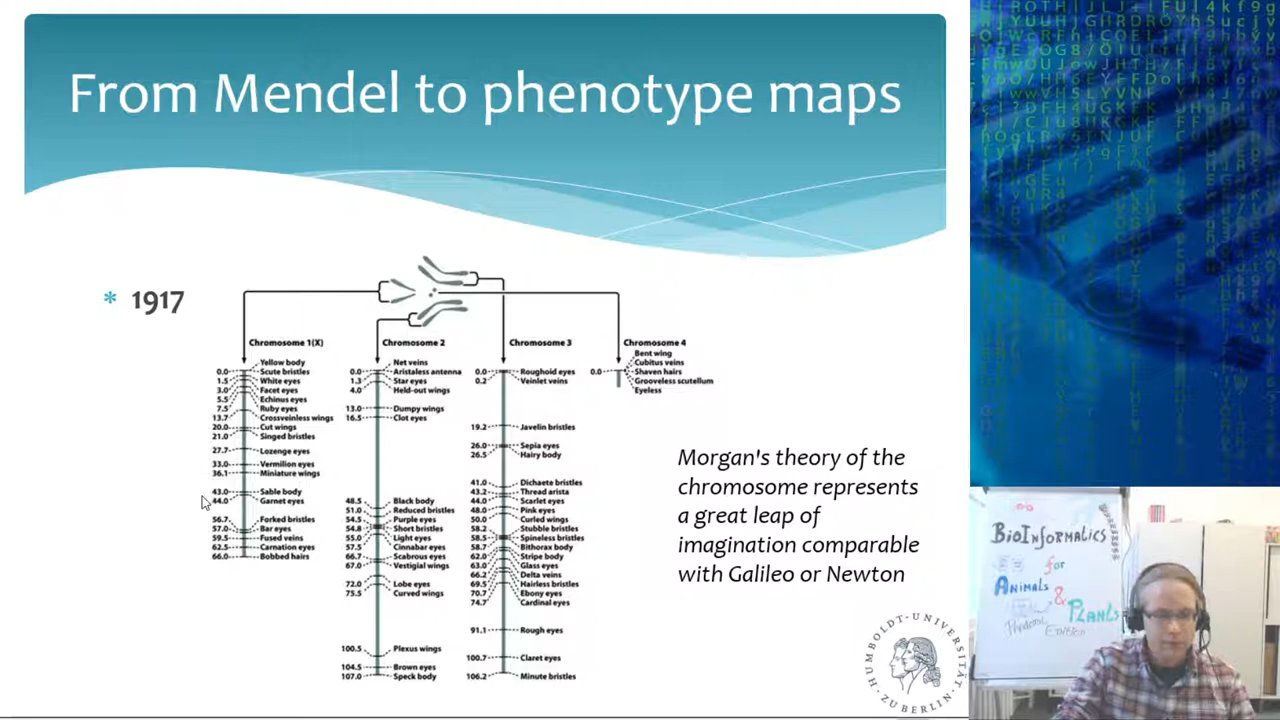 From Mendel to phenotype maps
* 1917
Chromosome 1(X)
Yellow body
0.0 Scute bristles
1.5 White eyes
3.0 Facet eyes
5.5 Echinus eyes
7.5 Ruby eyes
13.7 Crossveinless wings
20.0 Cut wings
21.0 Singed bristles
27.7 Lozenge eyes
33.0 Vermilion eyes
36.1 Miniature wings
43.0 Sable body
44.0 Garnet eyes
56.7 Forked bristles
57.0 Bar eyes
59.5 Fused veins
62.5 Carnation eyes
66.0 Bobbed hairs
Chromosome 2
Net veins
0.0 Aristaless antenna
1.3 Star eyes
4.0 Held-out wings
13.0 Dumpy wings
16.5 Clot eyes
48.5 Black body
51.0 Reduced bristles
54.5 Purple eyes
54.8 Short bristles
55.0 Light eyes
57.5 Cinnabar eyes
66.7 Scabrous eyes
67.0 Vestigial wings
72.0 Lobe eyes
75.5 Curved wings
100.5 Plexus wings
104.5 Brown eyes
107.0 Speck body
Chromosome 3
0.0 Roughoid eyes
0.2 Veinlet veins
19.2 Javelin bristles
26.0 Sepia eyes
26.5 Hairy body
41.0 Dichaete bristles
43.2 Thread arista
44.0 Scarlet eyes
48.0 Pink eyes
50.0 Curled wings
58.2 Stubble bristles
58.5 Spineless bristles
58.7 Bithorax body
62.0 Stripe body
63.0 Glass eyes
66.2 Delta veins
69.5 Hairless bristles
70.7 Ebony eyes
74.7 Cardinal eyes
91.1 Rough eyes
100.7 Claret eyes
106.2 Minute bristles
Chromosome 4
Bent wing
Cubitus veins
0.0 Shaven hairs
Grooveless scutellum
Eyeless
Morgan's theory of the
chromosome represents
a great leap of
imagination comparable
with Galileo or Newton
HUMBOLDT-UNIVERSITÄT
ZU BERLIN
BioInformatics
for
Animals
&
Plants
Pandemic
Edition